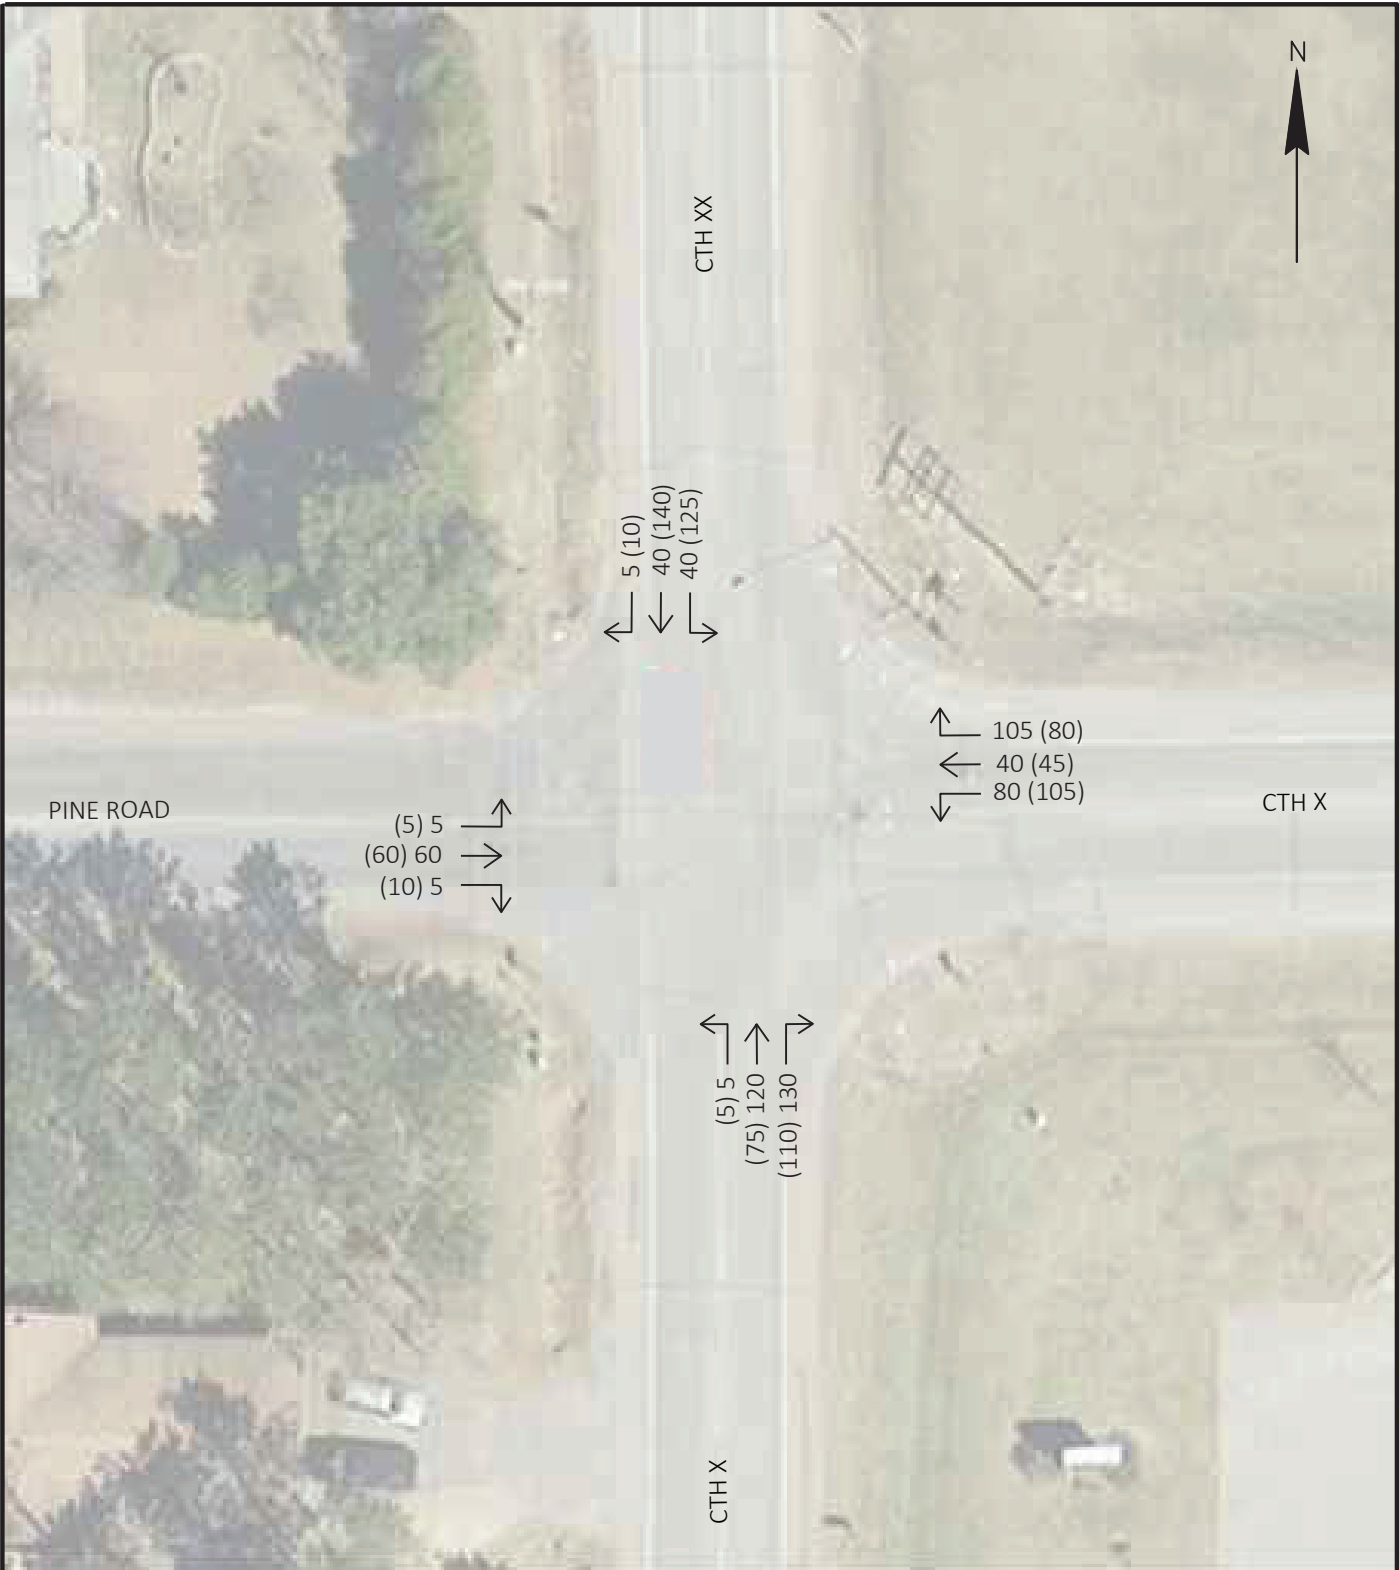 N
CTH XX
5 (10)
40 (140)
40 (125)
105 (80)
40 (45)
80 (105)
CTH X
PINE ROAD
(5) 5
(60) 60
(10) 5
(5) 5
(75) 120
(110) 130
CTH X